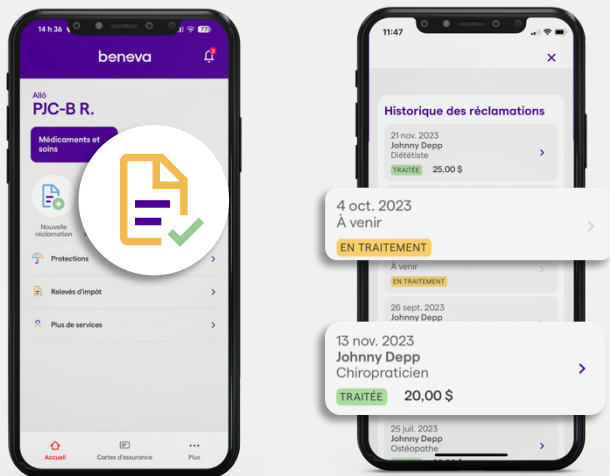 14 h 36
77
beneva
3
Allô
PJC-B R.
Médicaments et
soins
Nouvelle
réclamation
Protections
Relevés d'impôt
Plus de services
Accueil
Cartes d'assurance
Plus
11:47
Historique des réclamations
21 nov. 2023
Johnny Depp
Diététiste
TRAITÉE 25,00 $
4 oct. 2023
À venir
EN TRAITEMENT
À venir
EN TRAITEMENT
26 sept. 2023
Johnny Depp
13 nov. 2023
Johnny Depp
Chiropraticien
TRAITÉE 20,00 $
25 juil. 2023
Johnny Depp
Ostéopathe